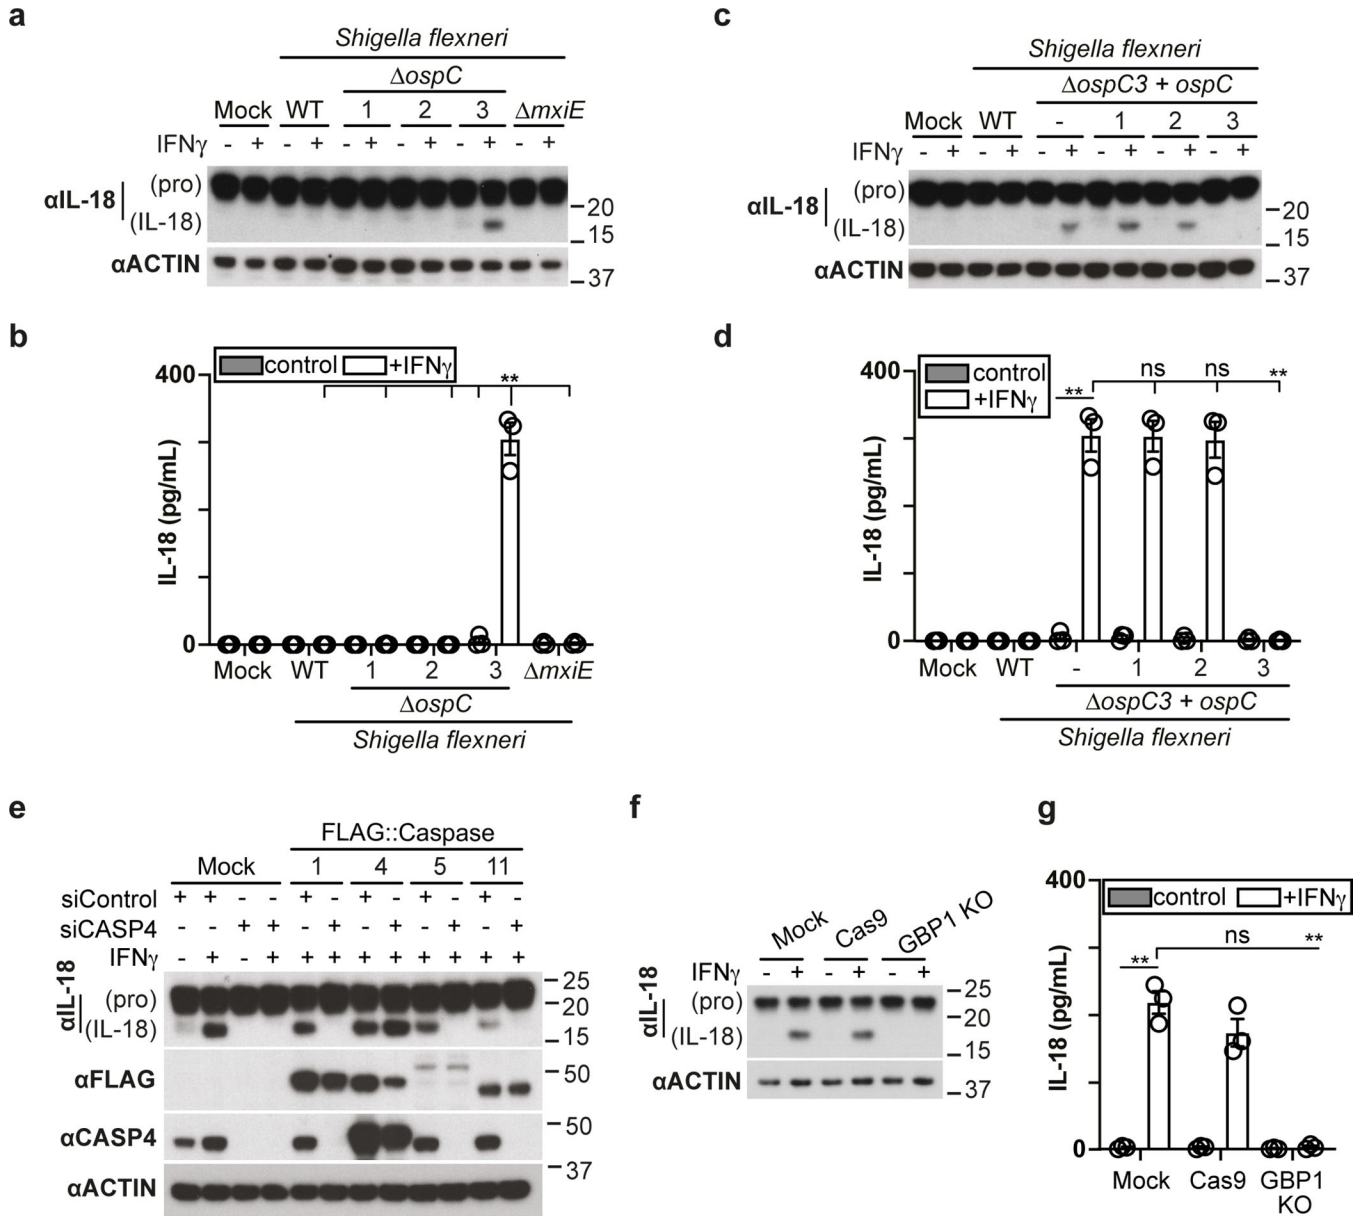 a
Shigella flexneri
ΔospC
Mock WT 1 2 3 ΔmxiE
IFNγ - + - + - + - + - + - +
αIL-18 (pro)
(IL-18)
20
15
αACTIN
37
c
Shigella flexneri
ΔospC3 + ospC
Mock WT - 1 2 3
IFNγ - + - + - + - + - + - +
αIL-18 (pro)
(IL-18)
20
15
αACTIN
37
b
control +IFNγ
400
**
IL-18 (pg/mL)
0
Mock WT 1 2 3 ΔmxiE
ΔospC
Shigella flexneri
d
control
+IFNγ
400
** ns ns **
IL-18 (pg/mL)
0
Mock WT - 1 2 3
ΔospC3 + ospC
Shigella flexneri
e
FLAG::Caspase
Mock 1 4 5 11
siControl + + - - + - + - + - + -
siCASP4 - - + + - + - + - + - +
IFNγ - + - + + + + + + + + +
αIL-18 (pro)
(IL-18)
25
20
15
αFLAG
50
αCASP4
50
37
αACTIN
f
Mock Cas9 GBP1 KO
IFNγ - + - + - +
αIL-18 (pro)
(IL-18)
25
20
15
αACTIN
37
g
400
control +IFNγ
** ns **
IL-18 (pg/mL)
0
Mock Cas9 GBP1
KO